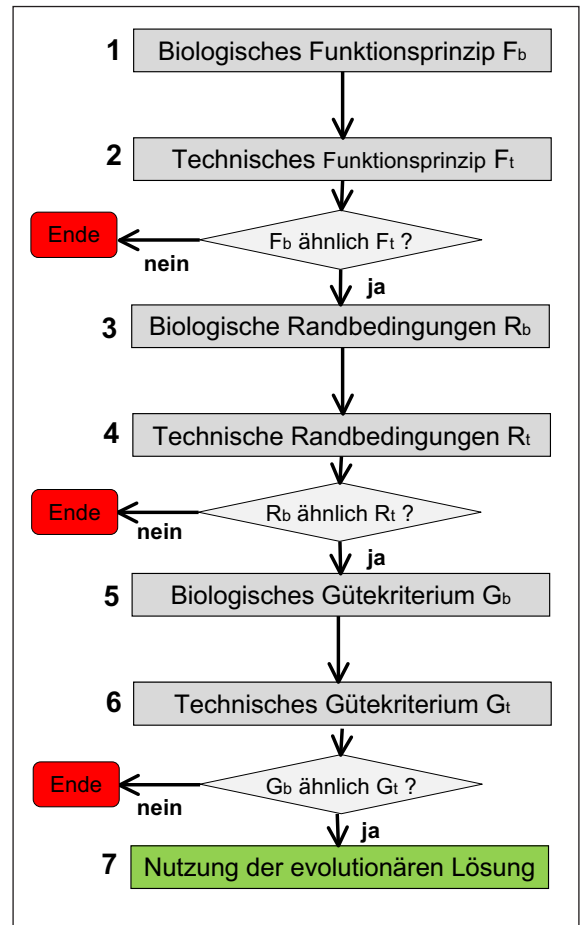 1 Biologisches Funktionsprinzip Fb
2 Technisches Funktionsprinzip Ft
Ende
Fb ähnlich Ft ?
nein
ja
3 Biologische Randbedingungen Rb
4 Technische Randbedingungen Rt
Ende
Rb ähnlich Rt ?
nein
ja
5 Biologisches Gütekriterium Gb
6 Technisches Gütekriterium Gt
Ende
Gb ähnlich Gt ?
nein
ja
7 Nutzung der evolutionären Lösung